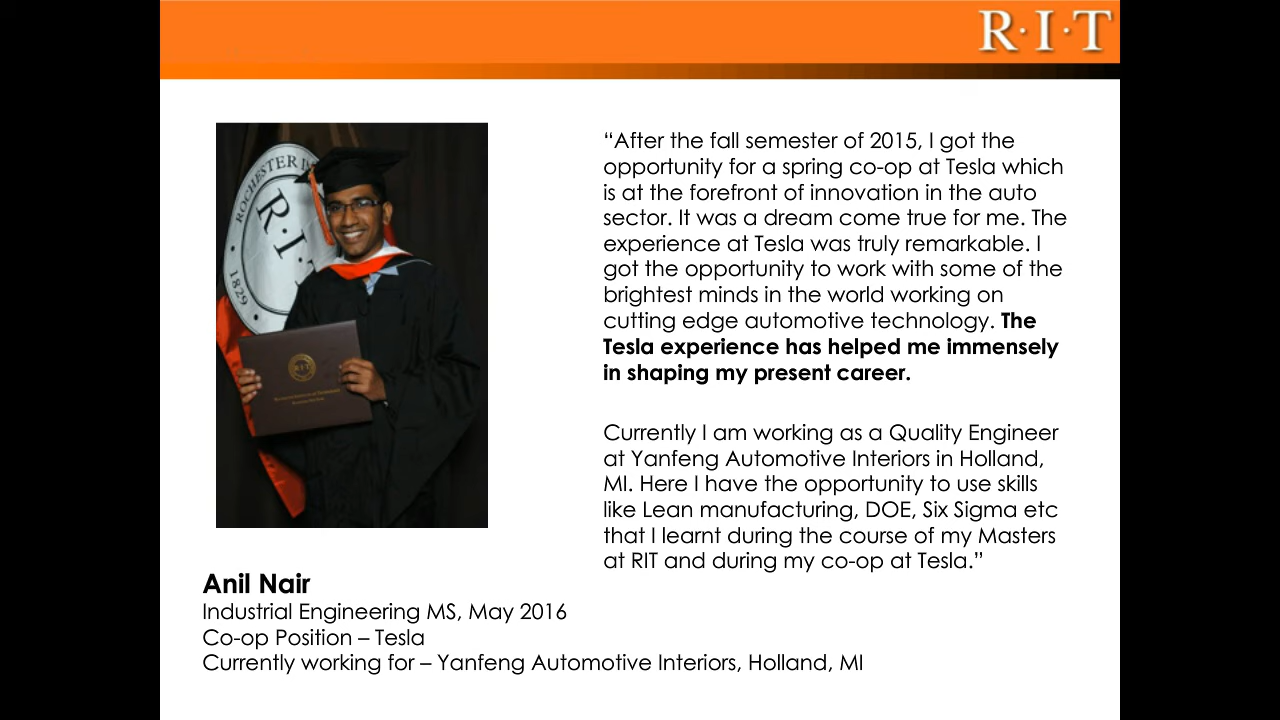 R·I·T
ROCHESTER
R·I·T
1829
“After the fall semester of 2015, I got the
opportunity for a spring co-op at Tesla which
is at the forefront of innovation in the auto
sector. It was a dream come true for me. The
experience at Tesla was truly remarkable. I
got the opportunity to work with some of the
brightest minds in the world working on
cutting edge automotive technology. The
Tesla experience has helped me immensely
in shaping my present career.
Currently I am working as a Quality Engineer
at Yanfeng Automotive Interiors in Holland,
MI. Here I have the opportunity to use skills
like Lean manufacturing, DOE, Six Sigma etc
that I learnt during the course of my Masters
at RIT and during my co-op at Tesla.”
Anil Nair
Industrial Engineering MS, May 2016
Co-op Position – Tesla
Currently working for – Yanfeng Automotive Interiors, Holland, MI